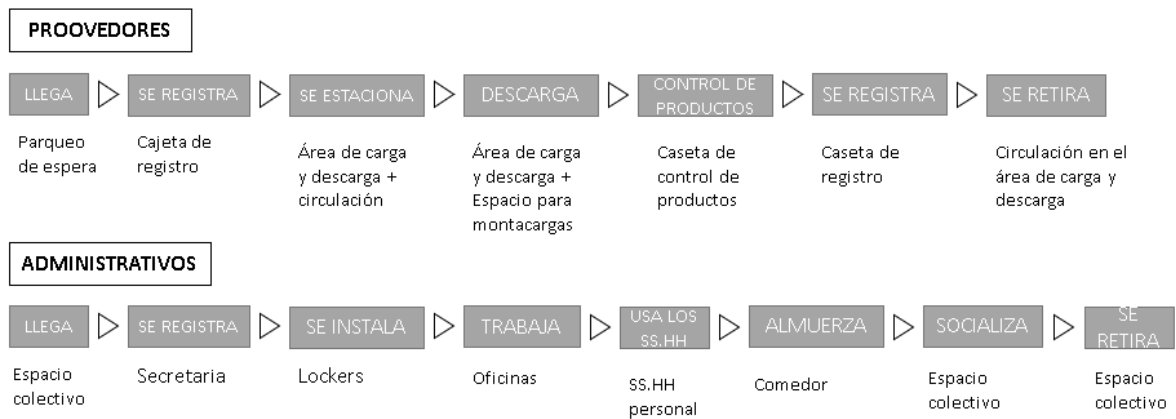 PROOVEDORES
LLEGA
SE REGISTRA
SE ESTACIONA
DESCARGA
CONTROL DE
PRODUCTOS
SE REGISTRA
SE RETIRA
Parqueo
de espera
Cajeta de
registro
Área de carga
y descarga +
circulación
Área de carga
y descarga +
Espacio para
montacargas
Caseta de
control de
productos
Caseta de
registro
Circulación en el
área de carga y
descarga
ADMINISTRATIVOS
LLEGA
SE REGISTRA
SE INSTALA
TRABAJA
USA LOS
SS.HH
ALMUERZA
SOCIALIZA
SE
RETIRA
Espacio
colectivo
Secretaria
Lockers
Oficinas
SS.HH
personal
Comedor
Espacio
colectivo
Espacio
colectivo